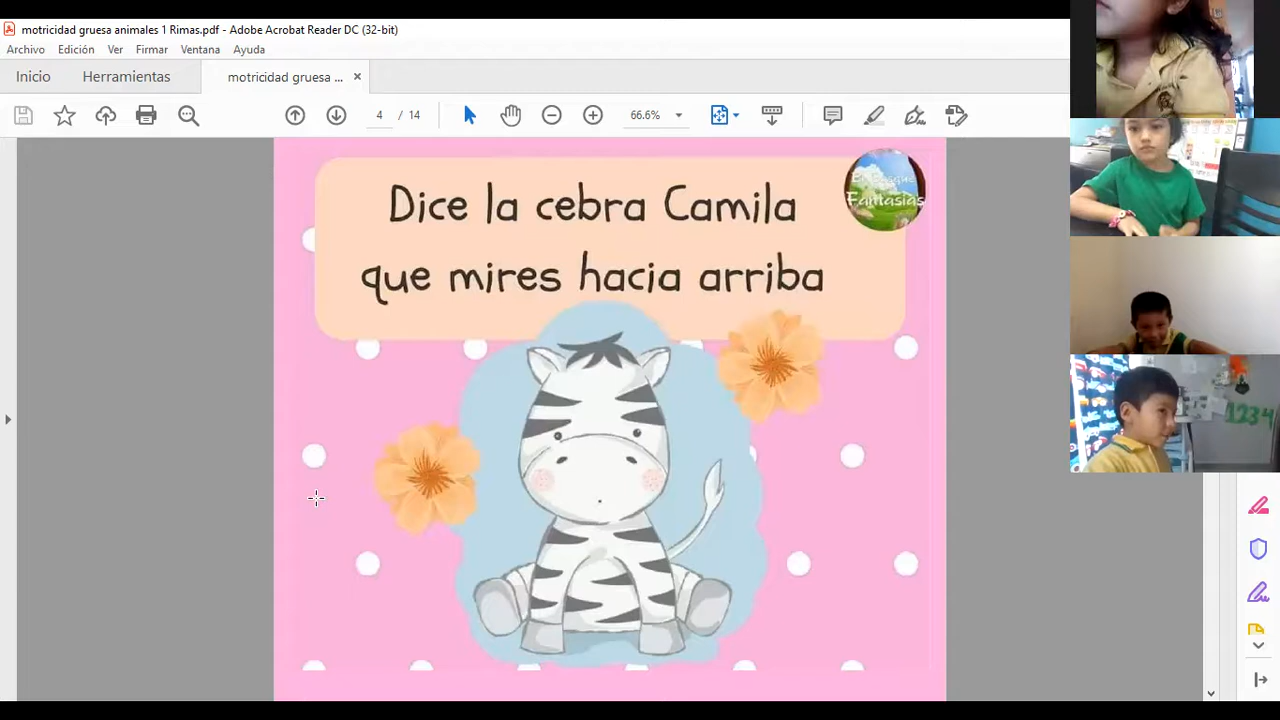 motricidad gruesa animales 1 Rimas.pdf - Adobe Acrobat Reader DC (32-bit)
Archivo Edición Ver Firmar Ventana Ayuda
Inicio Herramientas motricidad gruesa ... ×
4 / 14 66.6%
Dice la cebra Camila
que mires hacia arriba
Fantasías
1234